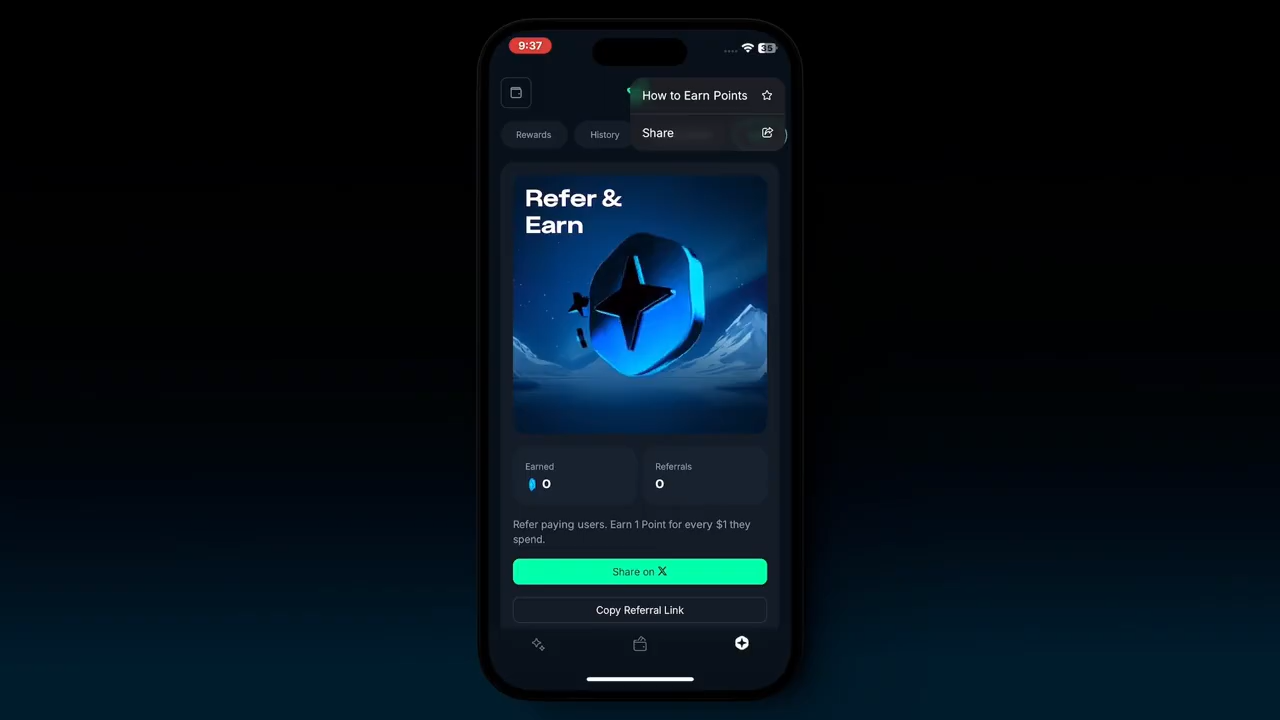 9:37
35
How to Earn Points
Share
Rewards
History
Refer &
Earn
Earned
0
Referrals
0
Refer paying users. Earn 1 Point for every $1 they
spend.
Share on X
Copy Referral Link